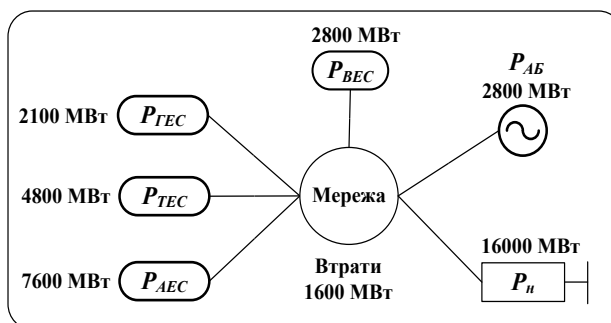 2800 МВт
P_ВЕС
P_АБ
2800 МВт
2100 МВт
P_ГЕС
4800 МВт
P_ТЕС
Мережа
7600 МВт
P_АЕС
Втрати
1600 МВт
16000 МВт
P_н